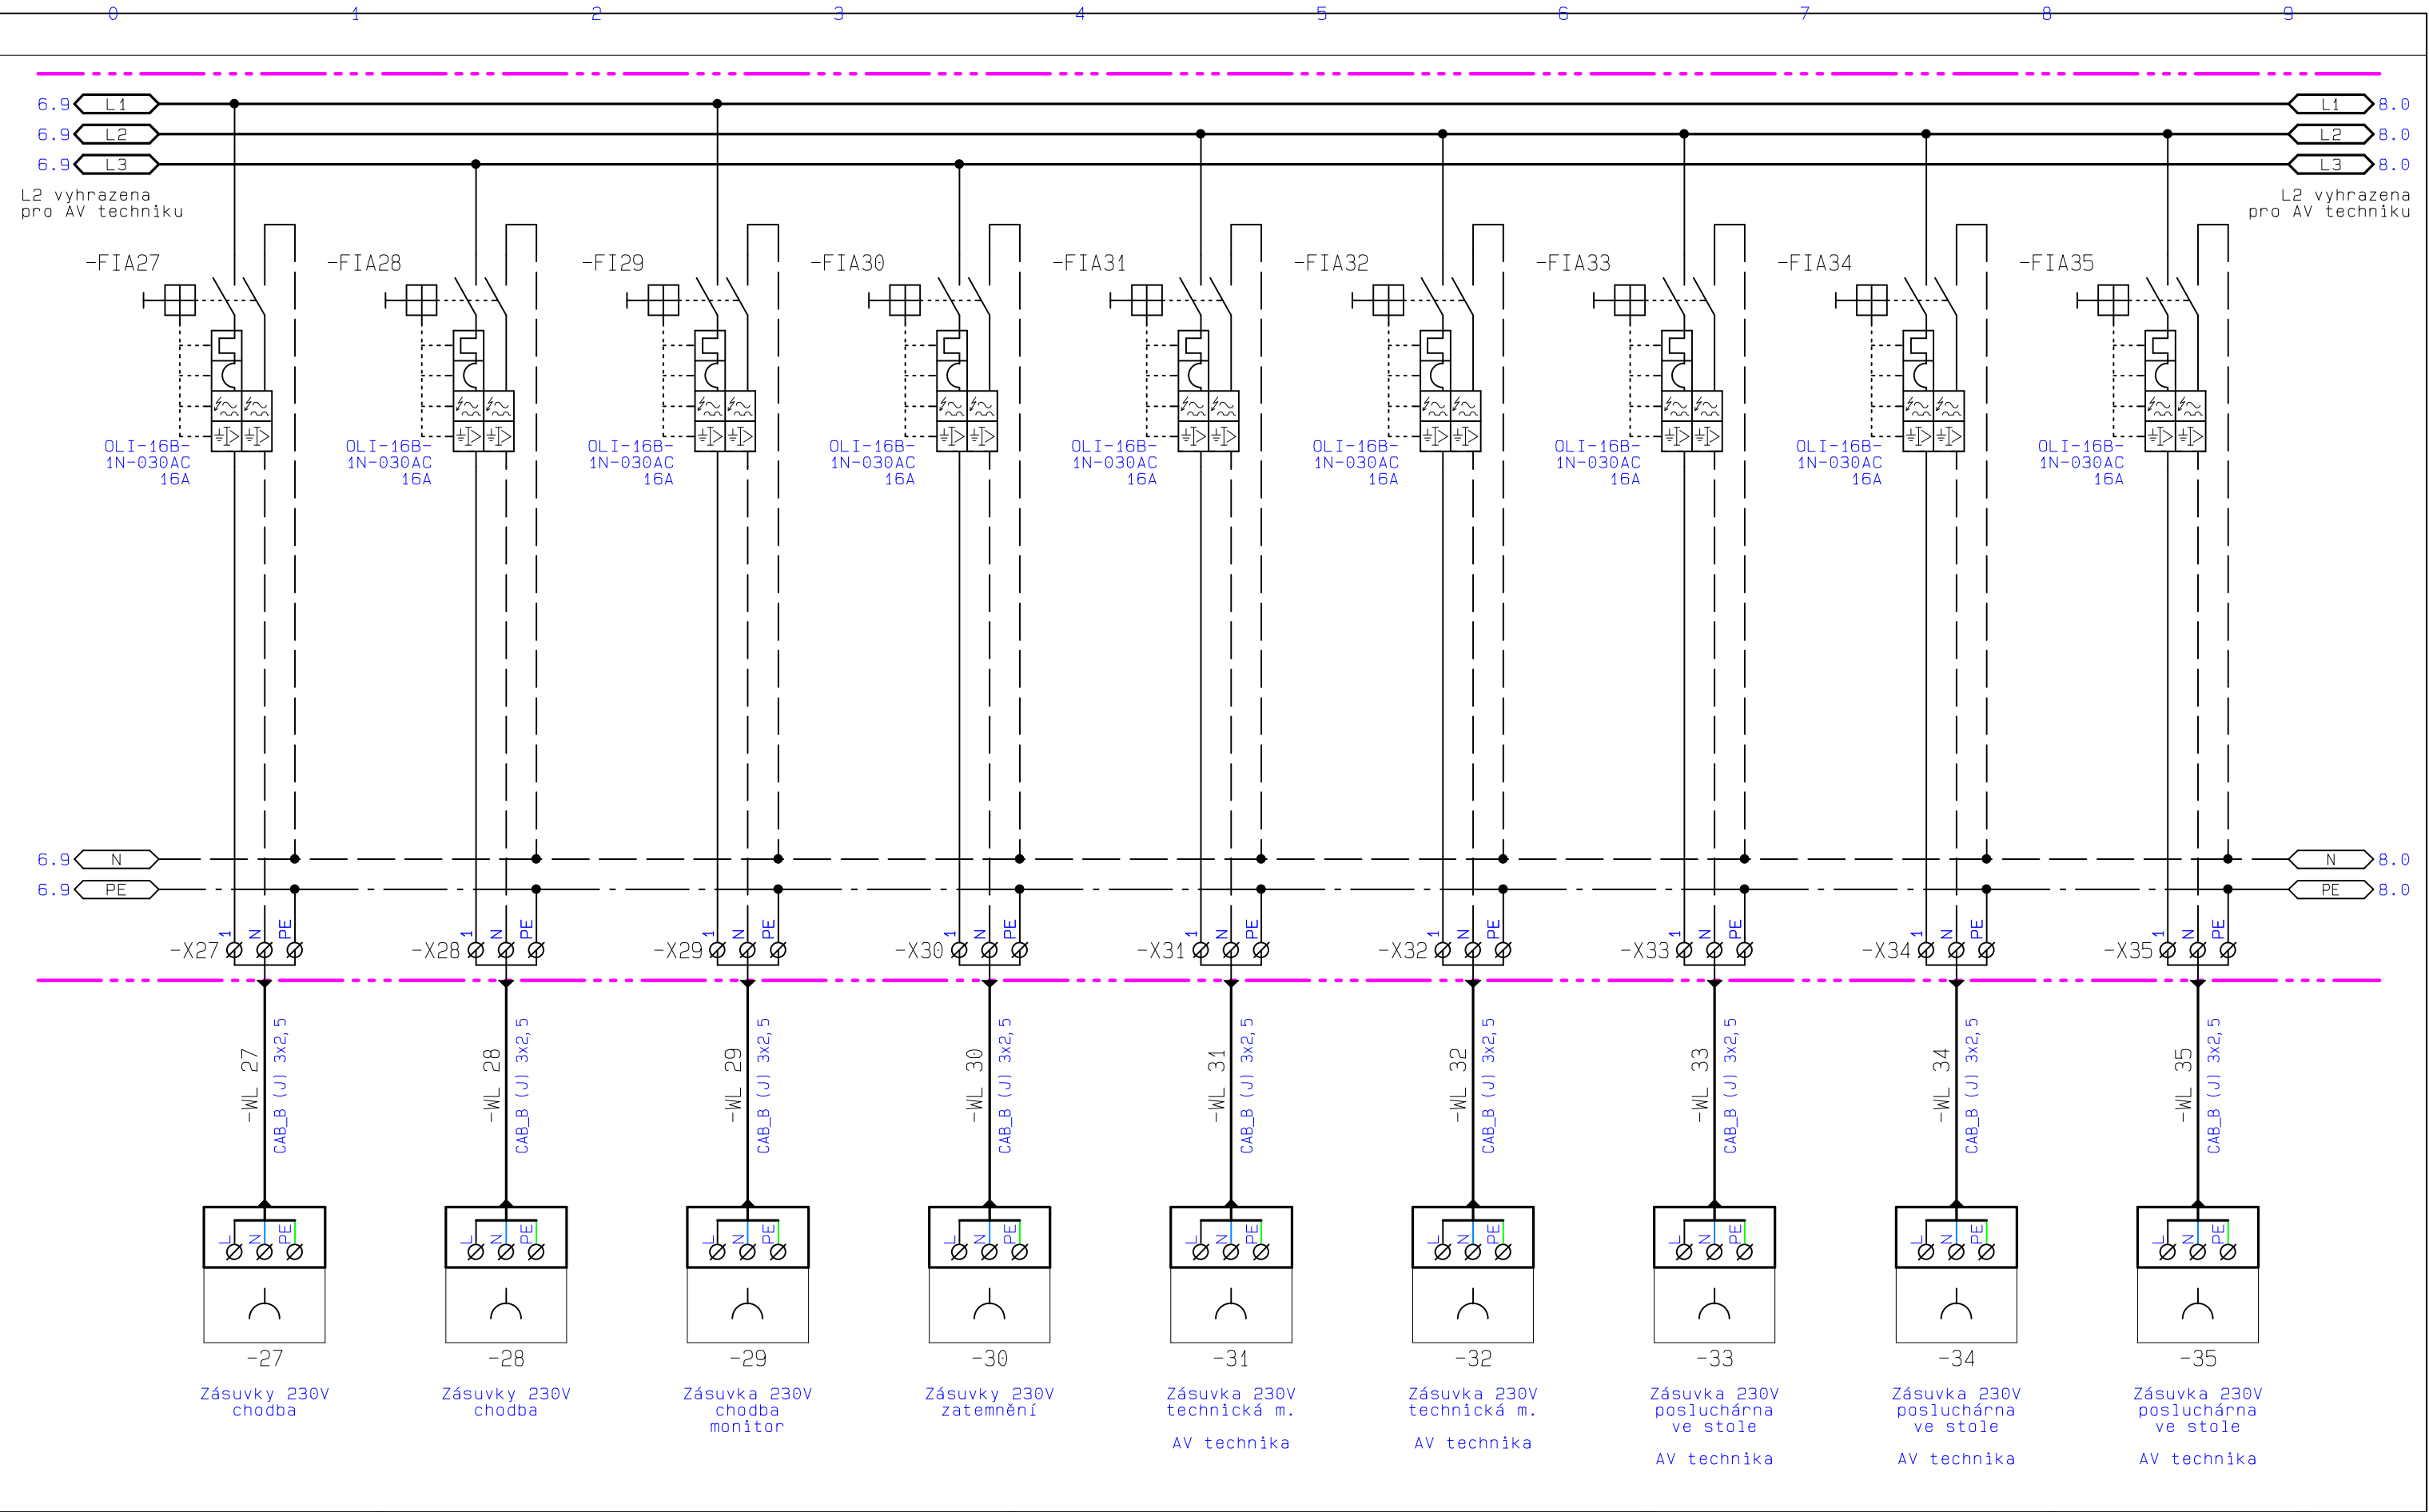 0 1 2 3 4 5 6 7 8 9
6.9 L1 L1 8.0
6.9 L2 L2 8.0
6.9 L3 L3 8.0
L2 vyhrazena
pro AV techniku
L2 vyhrazena
pro AV techniku
-FIA27 -FIA28 -FI29 -FIA30 -FIA31 -FIA32 -FIA33 -FIA34 -FIA35
OLI-16B- OLI-16B- OLI-16B- OLI-16B- OLI-16B- OLI-16B- OLI-16B- OLI-16B- OLI-16B-
1N-030AC 1N-030AC 1N-030AC 1N-030AC 1N-030AC 1N-030AC 1N-030AC 1N-030AC 1N-030AC
16A 16A 16A 16A 16A 16A 16A 16A 16A
6.9 N N 8.0
6.9 PE PE 8.0
1 N PE 1 N PE 1 N PE 1 N PE 1 N PE 1 N PE 1 N PE 1 N PE 1 N PE
-X27 -X28 -X29 -X30 -X31 -X32 -X33 -X34 -X35
-WL 27
CAB_B (J) 3x2,5
-WL 28
CAB_B (J) 3x2,5
-WL 29
CAB_B (J) 3x2,5
-WL 30
CAB_B (J) 3x2,5
-WL 31
CAB_B (J) 3x2,5
-WL 32
CAB_B (J) 3x2,5
-WL 33
CAB_B (J) 3x2,5
-WL 34
CAB_B (J) 3x2,5
-WL 35
CAB_B (J) 3x2,5
L N PE L N PE L N PE L N PE L N PE L N PE L N PE L N PE L N PE
-27
Zásuvky 230V
chodba
-28
Zásuvky 230V
chodba
-29
Zásuvka 230V
chodba
monitor
-30
Zásuvky 230V
zatemnění
-31
Zásuvka 230V
technická m.
AV technika
-32
Zásuvka 230V
technická m.
AV technika
-33
Zásuvka 230V
posluchárna
ve stole
AV technika
-34
Zásuvka 230V
posluchárna
ve stole
AV technika
-35
Zásuvka 230V
posluchárna
ve stole
AV technika